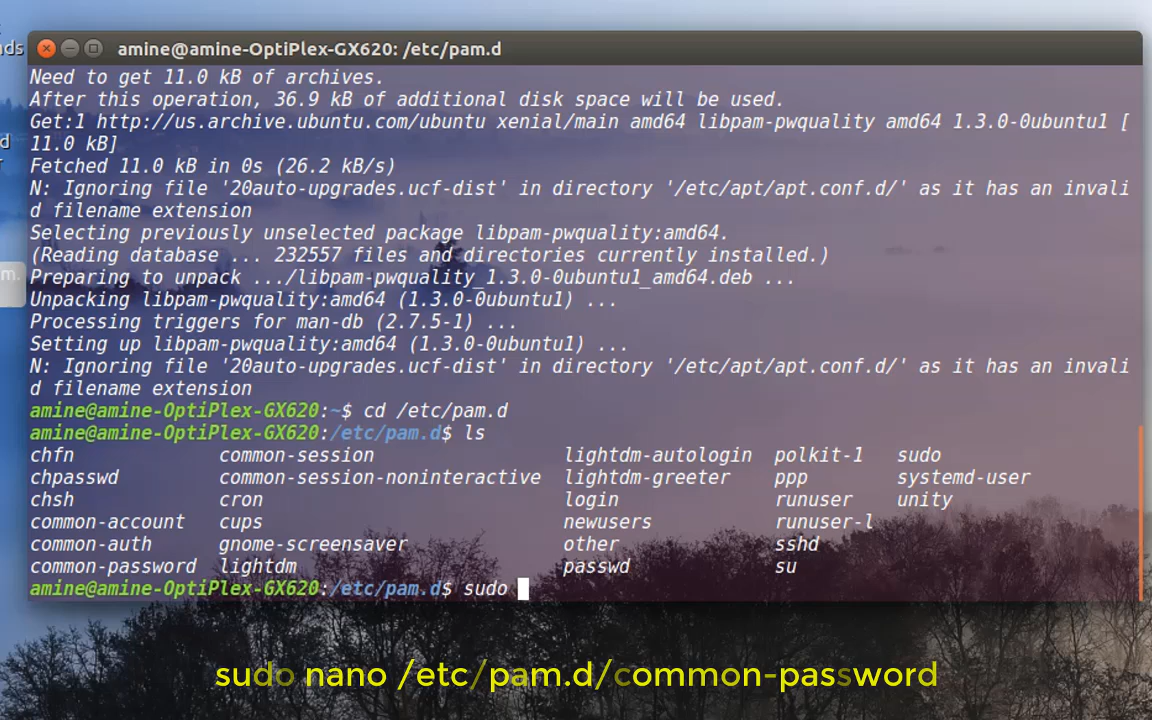 nds
amine@amine-OptiPlex-GX620: /etc/pam.d
Need to get 11.0 kB of archives.
After this operation, 36.9 kB of additional disk space will be used.
Get:1 http://us.archive.ubuntu.com/ubuntu xenial/main amd64 libpam-pwquality amd64 1.3.0-0ubuntu1 [
11.0 kB]
Fetched 11.0 kB in 0s (26.2 kB/s)
N: Ignoring file '20auto-upgrades.ucf-dist' in directory '/etc/apt/apt.conf.d/' as it has an invali
d filename extension
Selecting previously unselected package libpam-pwquality:amd64.
(Reading database ... 232557 files and directories currently installed.)
Preparing to unpack .../libpam-pwquality_1.3.0-0ubuntu1_amd64.deb ...
Unpacking libpam-pwquality:amd64 (1.3.0-0ubuntu1) ...
Processing triggers for man-db (2.7.5-1) ...
Setting up libpam-pwquality:amd64 (1.3.0-0ubuntu1) ...
N: Ignoring file '20auto-upgrades.ucf-dist' in directory '/etc/apt/apt.conf.d/' as it has an invali
d filename extension
amine@amine-OptiPlex-GX620:~$ cd /etc/pam.d
amine@amine-OptiPlex-GX620:/etc/pam.d$ ls
chfn common-session lightdm-autologin polkit-1 sudo
chpasswd common-session-noninteractive lightdm-greeter ppp systemd-user
chsh cron login runuser unity
common-account cups newusers runuser-l
common-auth gnome-screensaver other sshd
common-password lightdm passwd su
amine@amine-OptiPlex-GX620:/etc/pam.d$ sudo
sudo nano /etc/pam.d/common-password